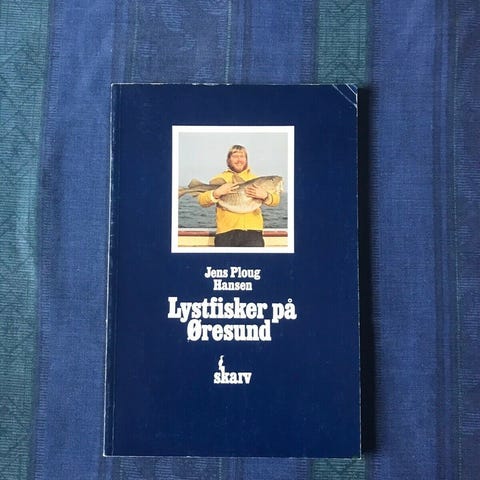 Jens Ploug
Hansen
Lystfisker på
Øresund
skarv